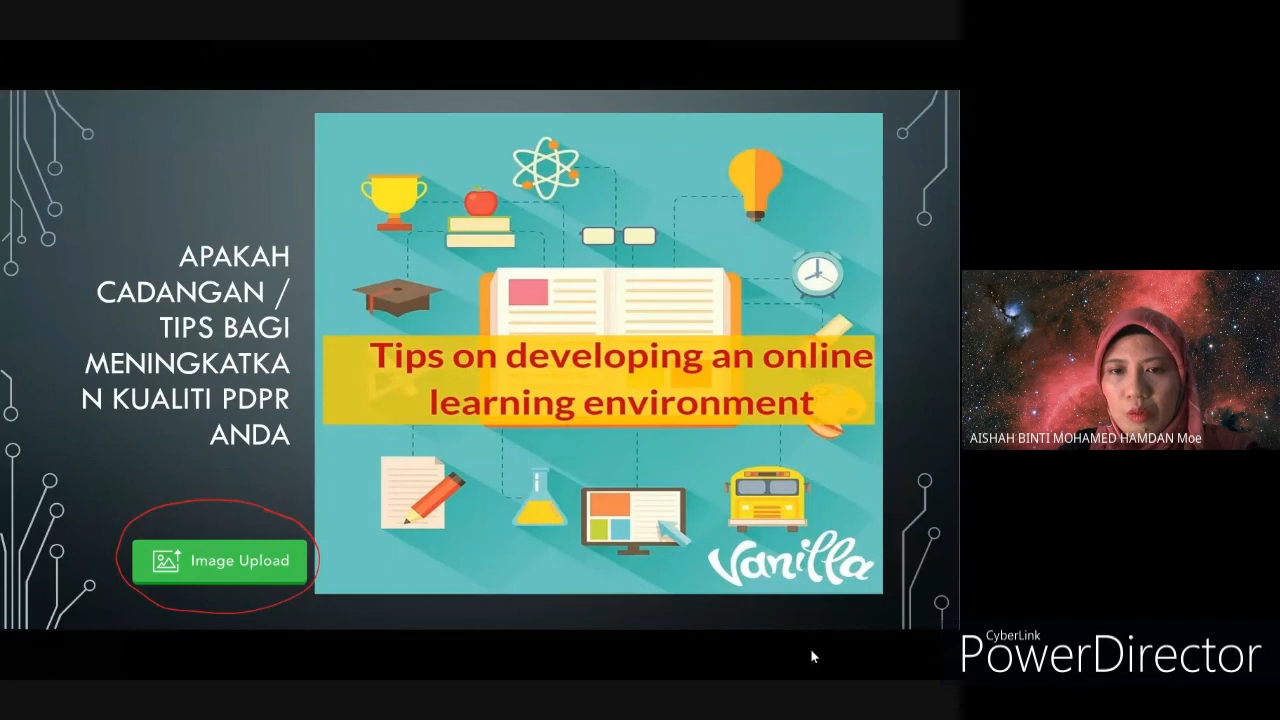 APAKAH
CADANGAN /
TIPS BAGI
MENINGKATKA
N KUALITI PDPR
ANDA
Image Upload
Tips on developing an online
learning environment
Vanilla
AISHAH BINTI MOHAMED HAMDAN Moe
CyberLink
PowerDirector